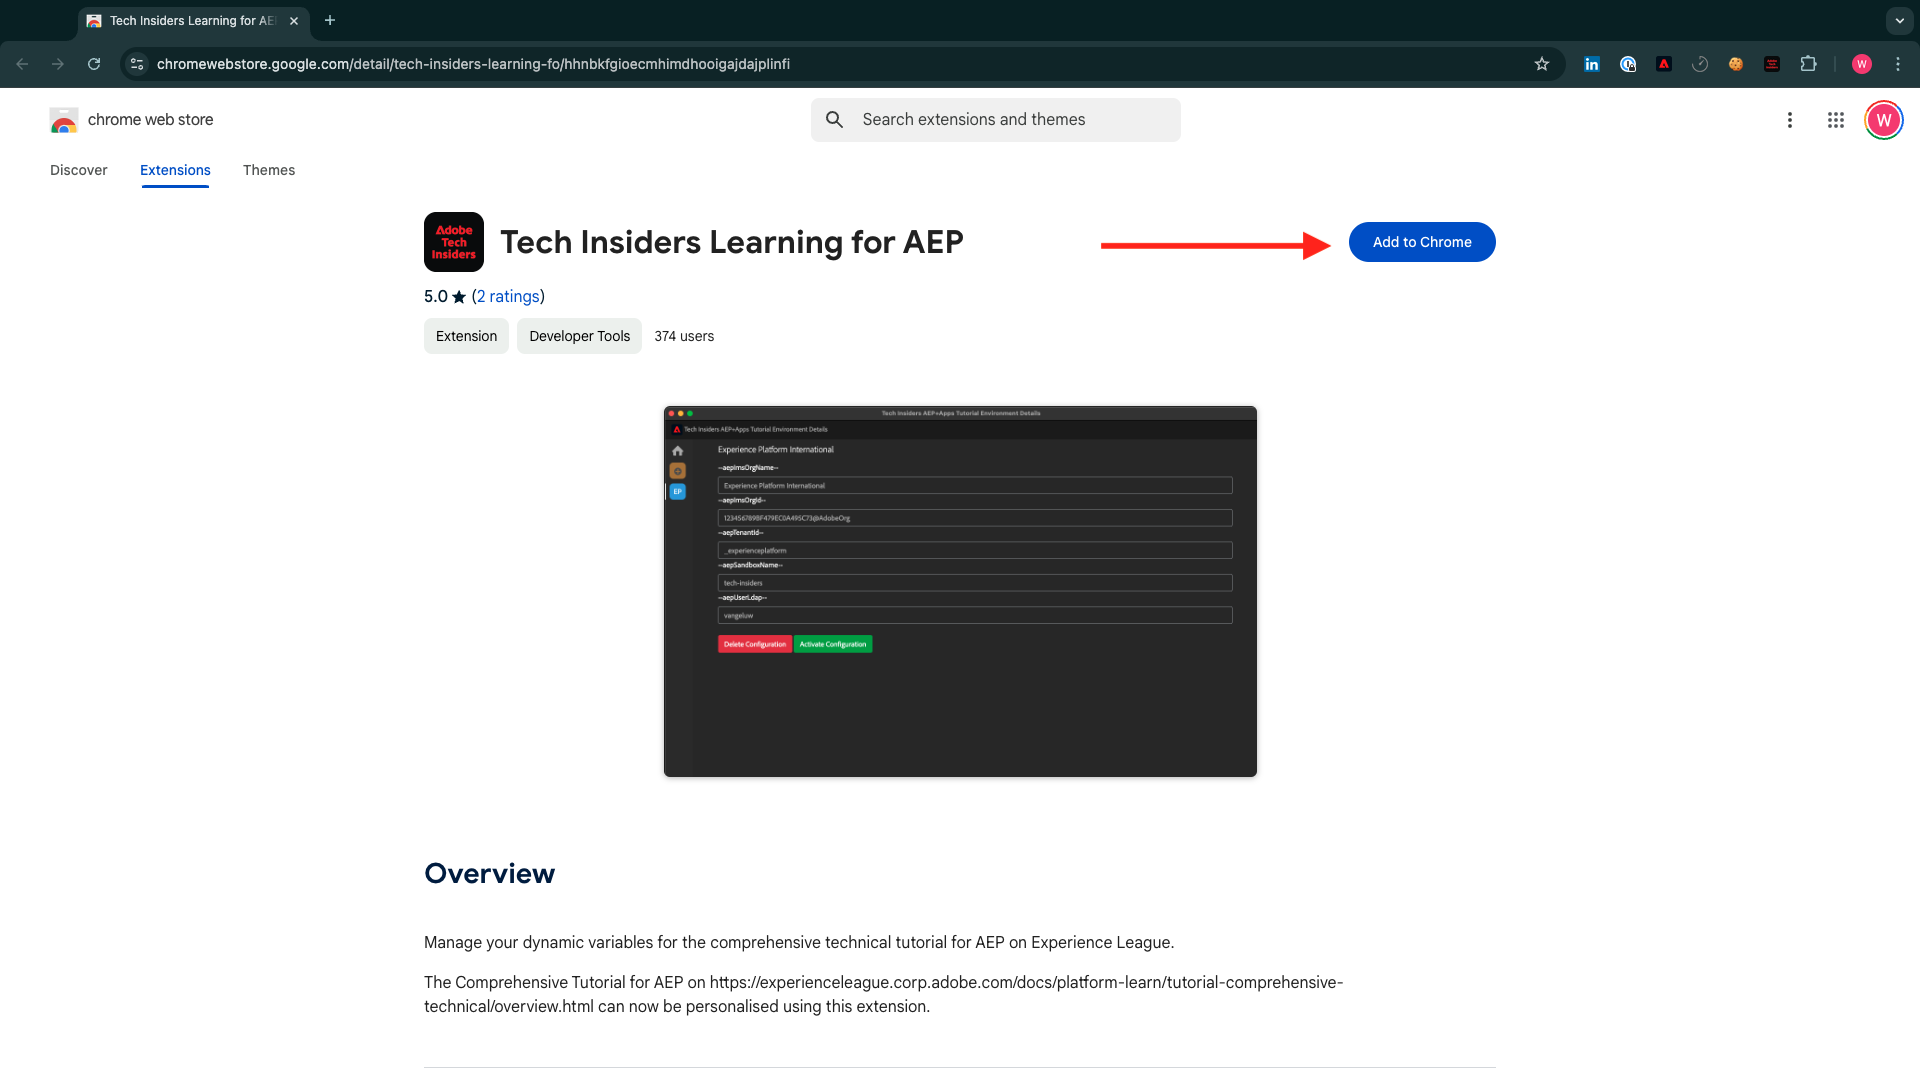 Tech Insiders Learning for AE
chromewebstore.google.com/detail/tech-insiders-learning-fo/hhnbkfgioecmhimdhooigajdajplinfi
W
chrome web store
Search extensions and themes
W
Discover
Extensions
Themes
Adobe
Tech
Insiders
Tech Insiders Learning for AEP
Add to Chrome
5.0 ★ (2 ratings)
Extension
Developer Tools
374 users
Tech Insiders AEP+Apps Tutorial Environment Details
Tech Insiders AEP+Apps Tutorial Environment Details
Experience Platform International
--aepImsOrgName--
Experience Platform International
--aepImsOrgId--
1234567898F479EC0A495C73@AdobeOrg
EP
--aepTenantId--
_experienceplatform
--aepSandboxName--
tech-insiders
--aepUserLdap--
vangeluw
Delete Configuration
Activate Configuration
Overview
Manage your dynamic variables for the comprehensive technical tutorial for AEP on Experience League.
The Comprehensive Tutorial for AEP on https://experienceleague.corp.adobe.com/docs/platform-learn/tutorial-comprehensive-
technical/overview.html can now be personalised using this extension.